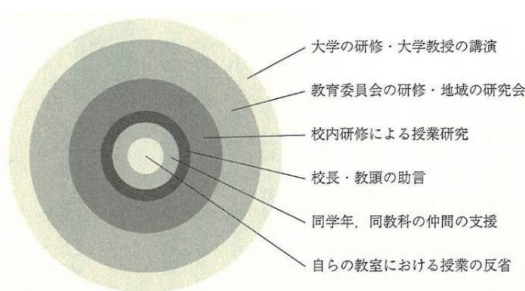 大学の研修・大学教授の講演
教育委員会の研修・地域の研究会
校内研修による授業研究
校長・教頭の助言
同学年，同教科の仲間の支援
自らの教室における授業の反省